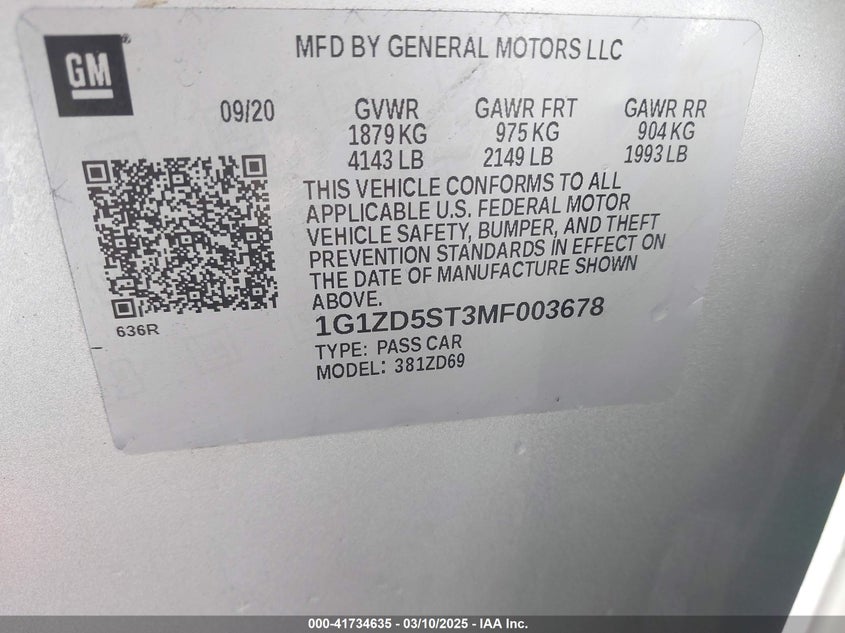 GM
®
MFD BY GENERAL MOTORS LLC
09/20 GVWR GAWR FRT GAWR RR
1879 KG 975 KG 904 KG
4143 LB 2149 LB 1993 LB
THIS VEHICLE CONFORMS TO ALL
APPLICABLE U.S. FEDERAL MOTOR
VEHICLE SAFETY, BUMPER, AND THEFT
PREVENTION STANDARDS IN EFFECT ON
THE DATE OF MANUFACTURE SHOWN
ABOVE.
636R
1G1ZD5ST3MF003678
TYPE: PASS CAR
MODEL: 381ZD69
000-41734635 - 03/10/2025 - IAA Inc.